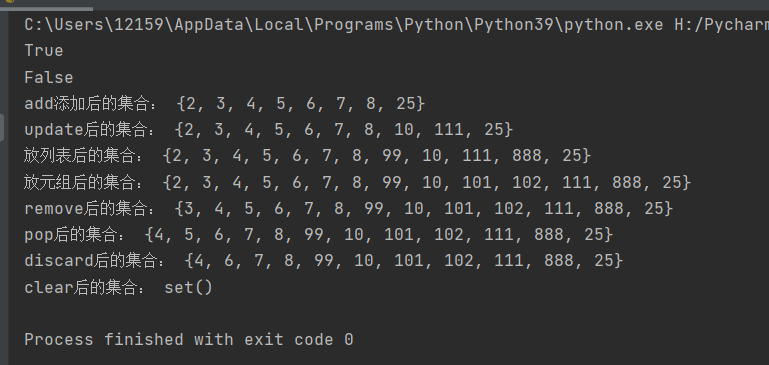 C:\Users\12159\AppData\Local\Programs\Python\Python39\python.exe H:/Pycharm
True
False
add添加后的集合： {2, 3, 4, 5, 6, 7, 8, 25}
update后的集合： {2, 3, 4, 5, 6, 7, 8, 10, 111, 25}
放列表后的集合： {2, 3, 4, 5, 6, 7, 8, 99, 10, 111, 888, 25}
放元组后的集合： {2, 3, 4, 5, 6, 7, 8, 99, 10, 101, 102, 111, 888, 25}
remove后的集合： {3, 4, 5, 6, 7, 8, 99, 10, 101, 102, 111, 888, 25}
pop后的集合： {4, 5, 6, 7, 8, 99, 10, 101, 102, 111, 888, 25}
discard后的集合： {4, 6, 7, 8, 99, 10, 101, 102, 111, 888, 25}
clear后的集合： set()
Process finished with exit code 0